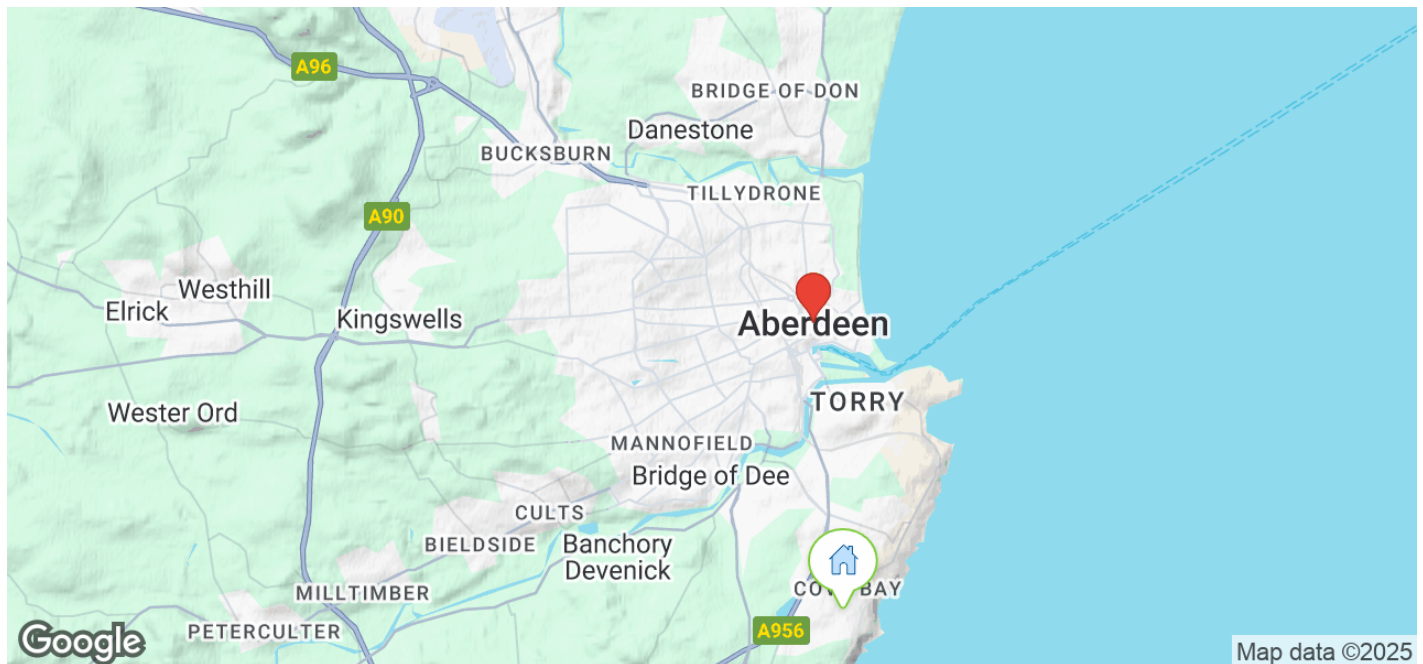 A96
BRIDGE OF DON
Danestone
BUCKSBURN
TILLYDRONE
A90
Westhill
Elrick
Kingswells
Aberdeen
Wester Ord
TORRY
MANNOFIELD
Bridge of Dee
CULTS
BIELDSIDE
Banchory
Devenick
MILLTIMBER
BAY
PETERCULTER
A956
Google
Map data ©2025